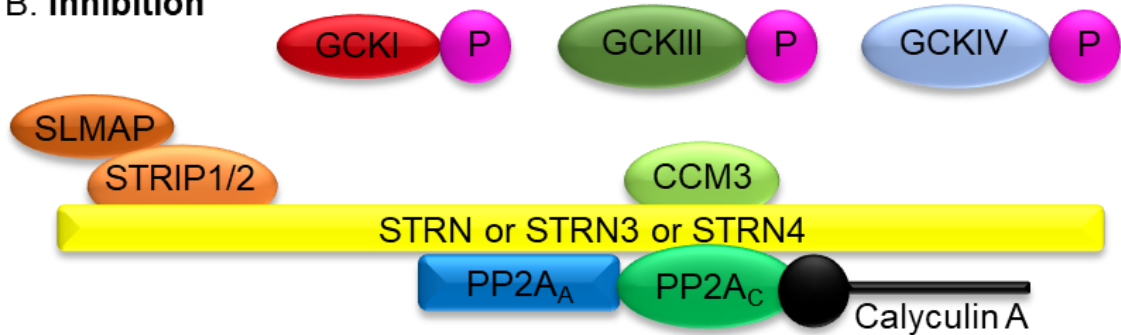 B. Inhibition
GCKI P GCKIII P GCKIV P
SLMAP
STRIP1/2 CCM3
STRN or STRN3 or STRN4
PP2AA PP2AC
Calyculin A